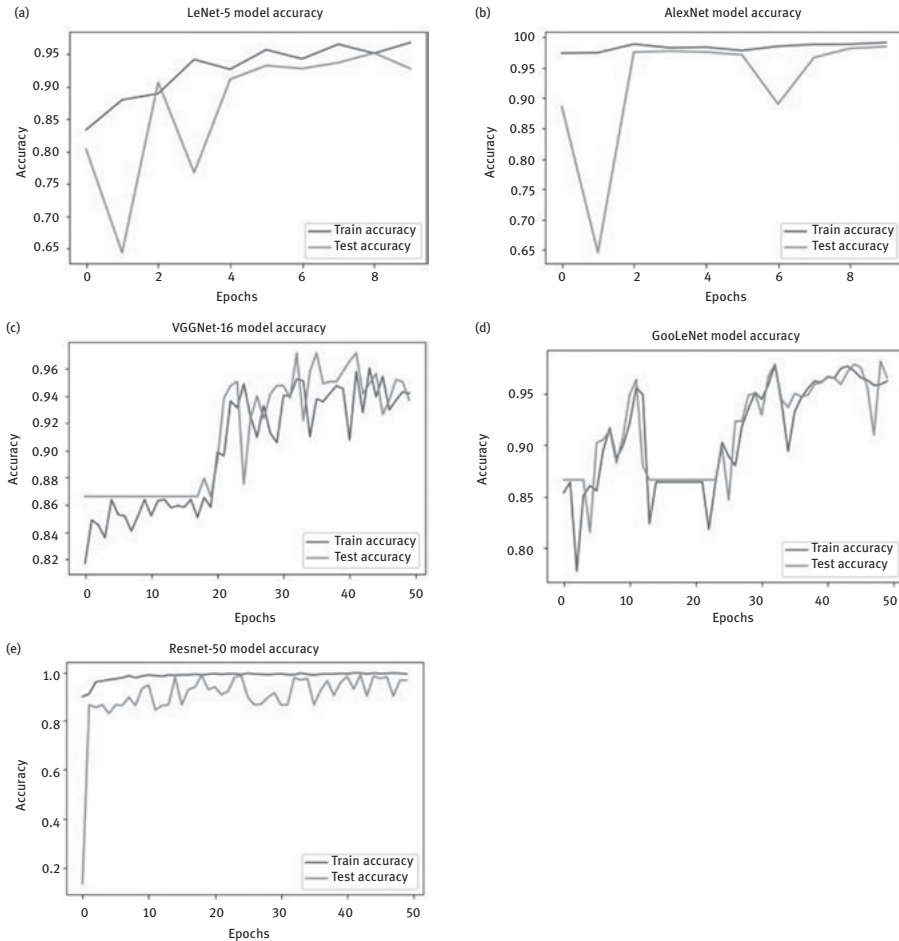 (a)
LeNet-5 model accuracy
0.95
0.90
0.85
0.80
0.75
0.70
0.65
Accuracy
0 2 4 6 8
Epochs
Train accuracy
Test accuracy
(b)
AlexNet model accuracy
100
0.95
0.90
0.85
0.80
0.75
0.70
0.65
Accuracy
0 2 4 6 8
Epochs
Train accuracy
Test accuracy
(c)
VGGNet-16 model accuracy
0.96
0.94
0.92
0.90
0.88
0.86
0.84
0.82
Accuracy
0 10 20 30 40 50
Epochs
Train accuracy
Test accuracy
(d)
GooLeNet model accuracy
0.95
0.90
0.85
0.80
Accuracy
0 10 20 30 40 50
Epochs
Train accuracy
Test accuracy
(e)
Resnet-50 model accuracy
1.0
0.8
0.6
0.4
0.2
Accuracy
0 10 20 30 40 50
Epochs
Train accuracy
Test accuracy